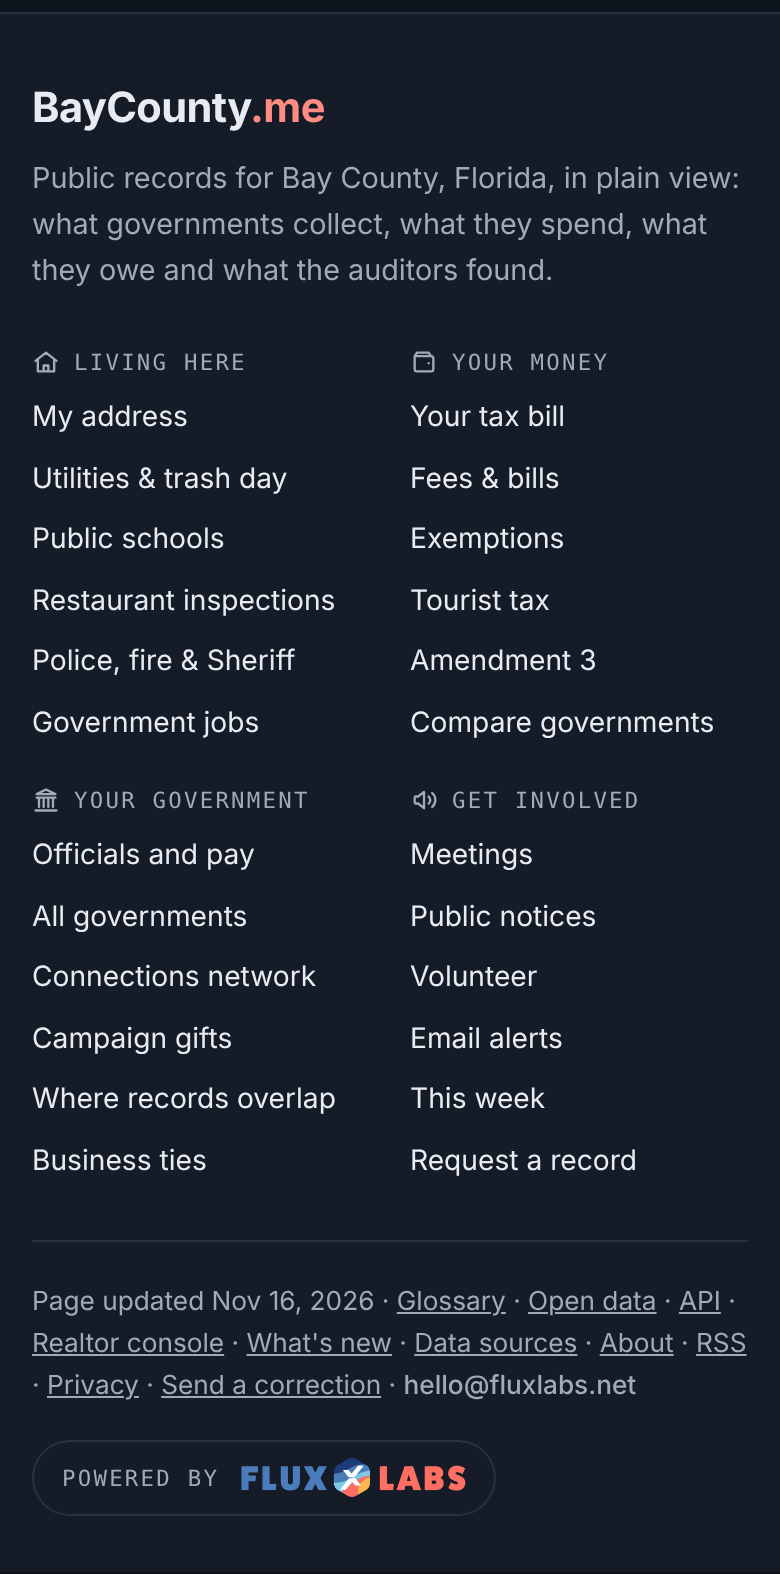 BayCounty.me
Public records for Bay County, Florida, in plain view:
what governments collect, what they spend, what
they owe and what the auditors found.
LIVING HERE
My address
Utilities & trash day
Public schools
Restaurant inspections
Police, fire & Sheriff
Government jobs
YOUR MONEY
Your tax bill
Fees & bills
Exemptions
Tourist tax
Amendment 3
Compare governments
YOUR GOVERNMENT
Officials and pay
All governments
Connections network
Campaign gifts
Where records overlap
Business ties
GET INVOLVED
Meetings
Public notices
Volunteer
Email alerts
This week
Request a record
Page updated Nov 16, 2026 · Glossary · Open data · API ·
Realtor console · What's new · Data sources · About · RSS
· Privacy · Send a correction · hello@fluxlabs.net
POWERED BY FLUX LABS